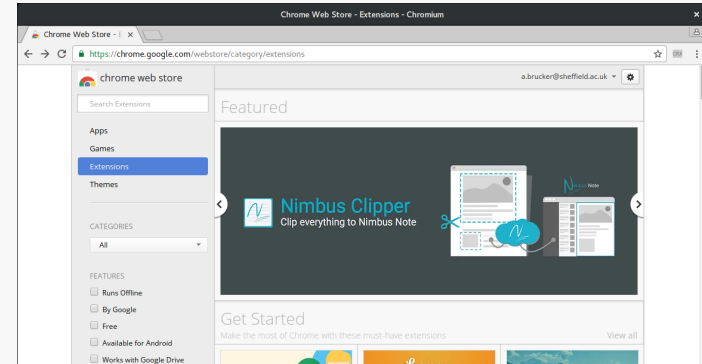 Chrome Web Store - Extensions - Chromium
Chrome Web Store - E
https://chrome.google.com/webstore/category/extensions
chrome web store
a.brucker@sheffield.ac.uk
Search Extensions
Featured
Apps
Games
Extensions
Themes
Nimbus Clipper
Clip everything to Nimbus Note
Nimbus Note
CATEGORIES
All
FEATURES
Runs Offline
By Google
Free
Available for Android
Works with Google Drive
Get Started
Make the most of Chrome with these must-have extensions
View all